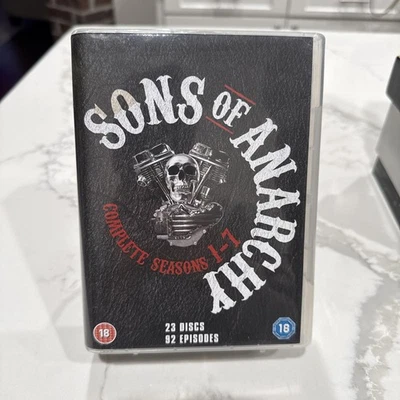 SONS OF ANARCHY
COMPLETE SEASONS 1-7
23 DISCS
92 EPISODES
18
18